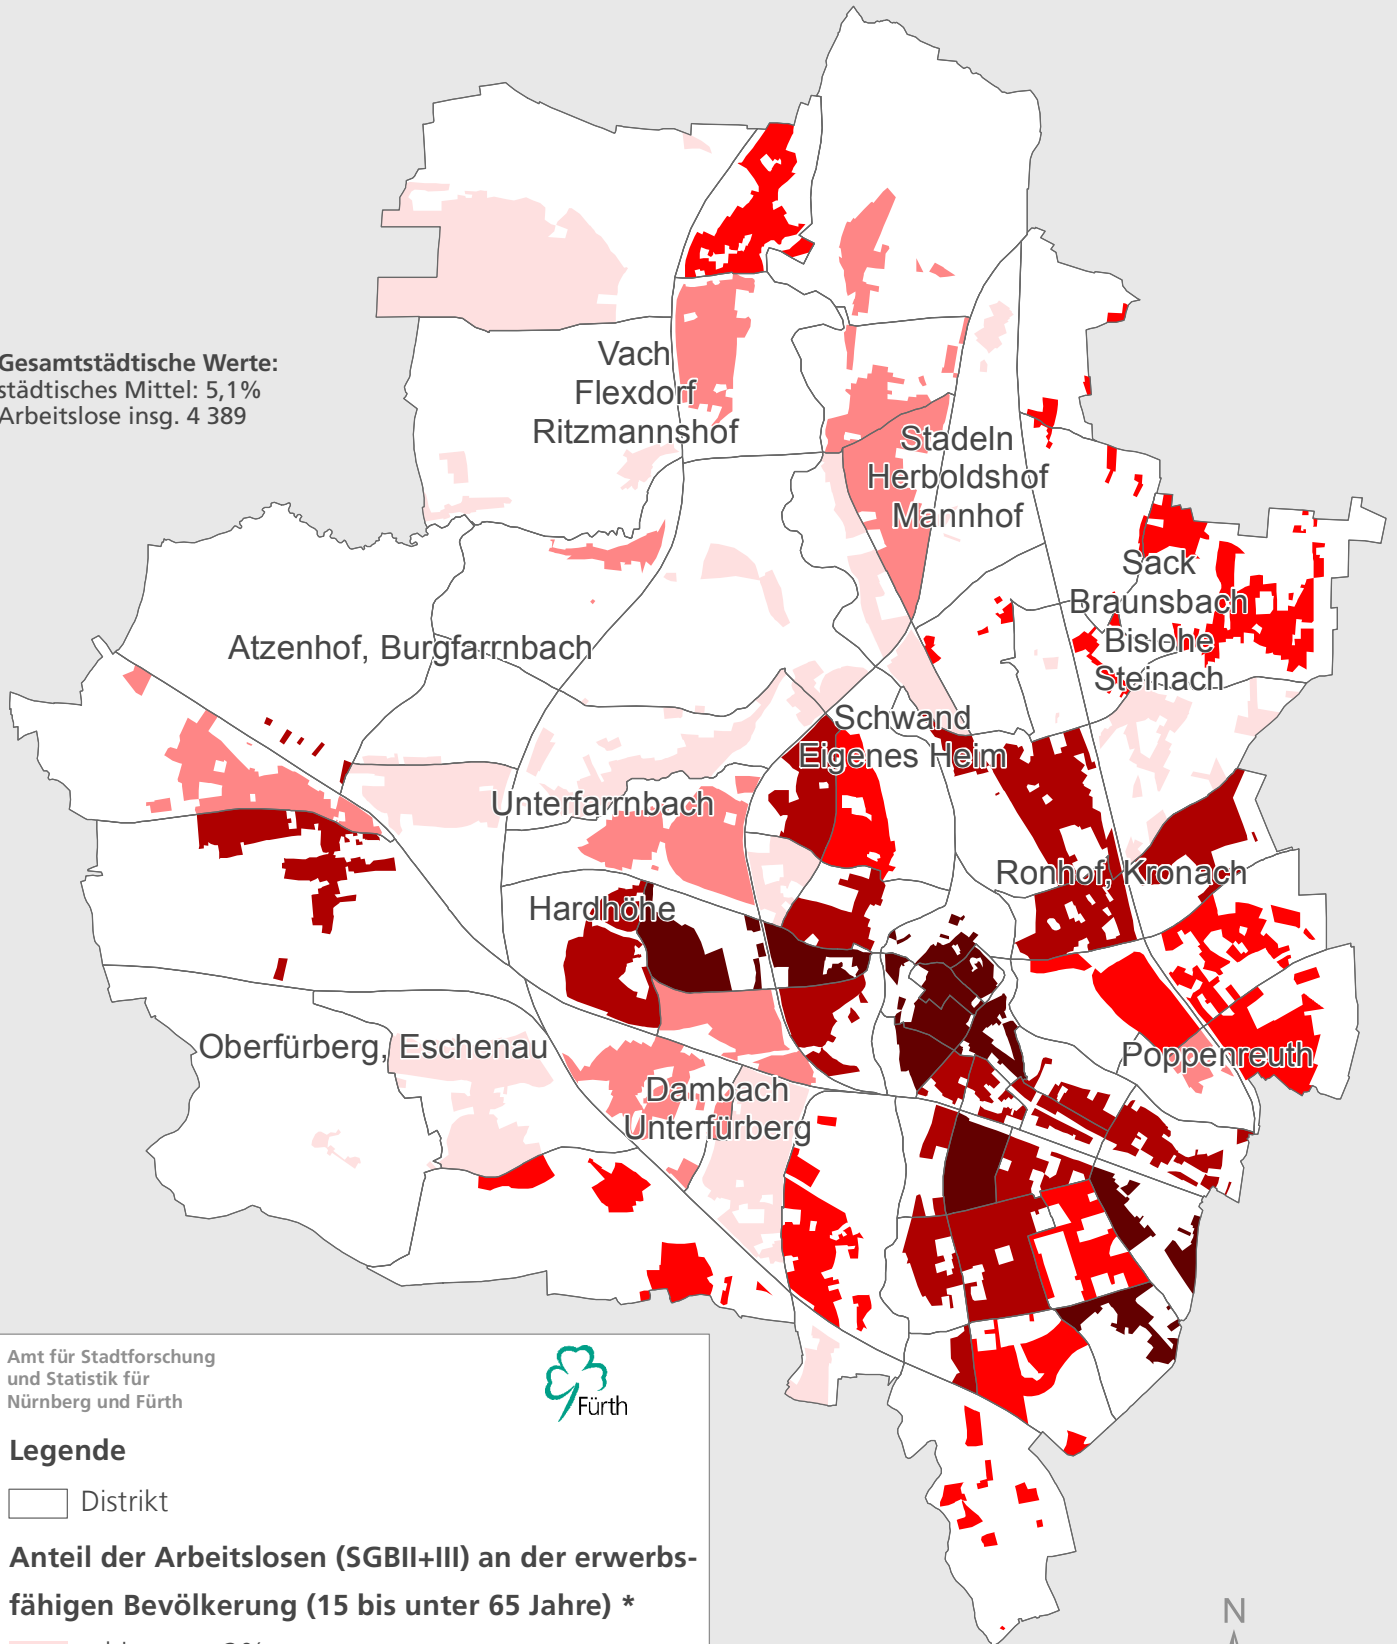 Gesamtstädtische Werte:
städtisches Mittel: 5,1%
Arbeitslose insg. 4 389
Vach
Flexdorf
Ritzmannshof
Stadeln
Herboldshof
Mannhof
Sack
Braunsbach
Bislohe
Steinach
Atzenhof, Burgfarrnbach
Schwand
Eigenes Heim
Unterfarrnbach
Ronhof, Kronach
Hardhöhe
Oberfürberg, Eschenau
Poppenreuth
Dambach
Unterfürberg
Amt für Stadtforschung
und Statistik für
Nürnberg und Fürth
Fürth
Legende
Distrikt
Anteil der Arbeitslosen (SGBII+III) an der erwerbs-
fähigen Bevölkerung (15 bis unter 65 Jahre) *
N